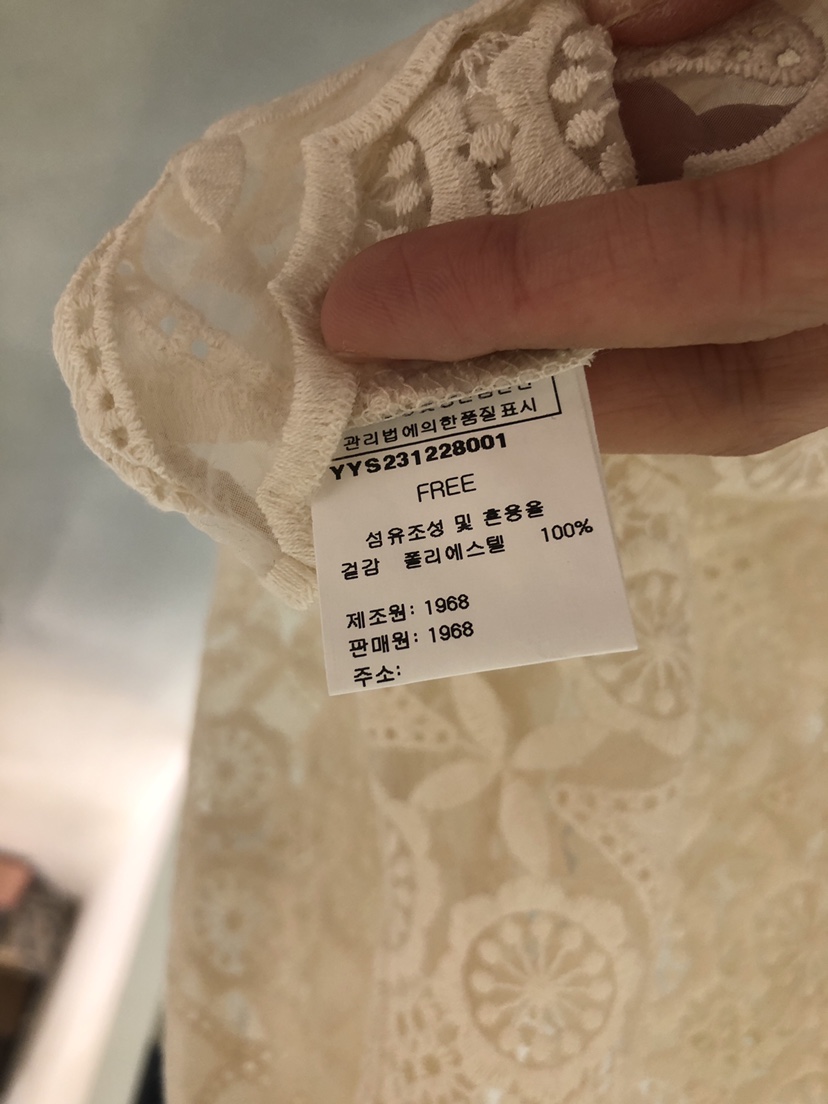 관리법에의한품질표시
YYS231228001
FREE
섬유조성 및 혼용율
겉감 폴리에스텔 100%
제조원: 1968
판매원: 1968
주소: